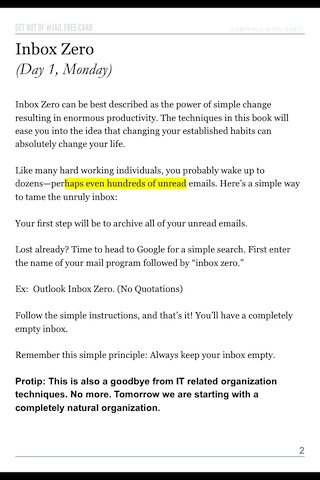 GET OUT OF #JAIL FREE CARD
Inbox Zero
(Day 1, Monday)
Inbox Zero can be best described as the power of simple change
resulting in enormous productivity. The techniques in this book will
ease you into the idea that changing your established habits can
absolutely change your life.
Like many hard working individuals, you probably wake up to
dozens—perhaps even hundreds of unread emails. Here's a simple way
to tame the unruly inbox:
Your first step will be to archive all of your unread emails.
Lost already? Time to head to Google for a simple search. First enter
the name of your mail program followed by "inbox zero."
Ex: Outlook Inbox Zero. (No Quotations)
Follow the simple instructions, and that's it! You'll have a completely
empty inbox.
Remember this simple principle: Always keep your inbox empty.
Protip: This is also a goodbye from IT related organization
techniques. No more. Tomorrow we are starting with a
completely natural organization.
2